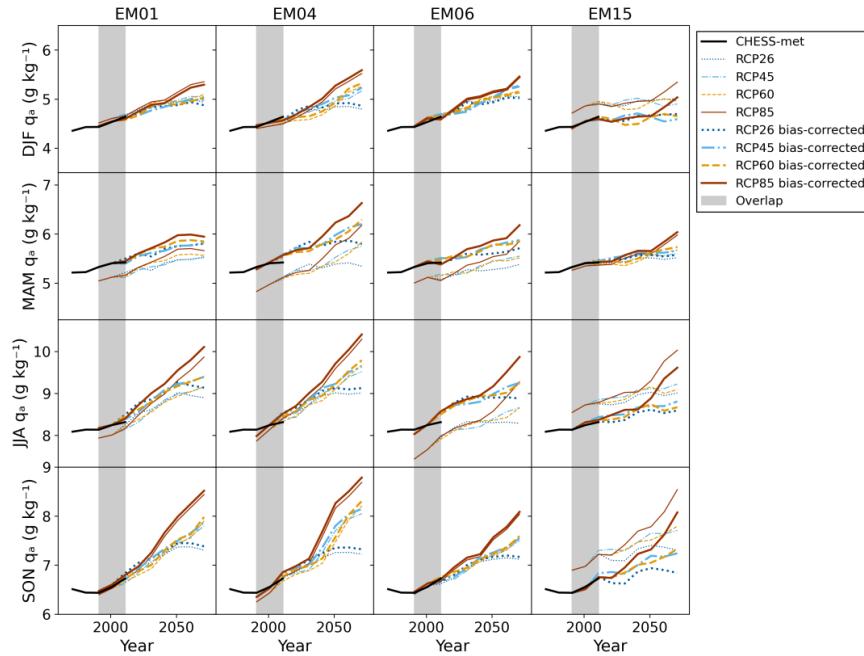 EM01 EM04 EM06 EM15
DJF qₐ (g kg⁻¹)
6
5
4
MAM qₐ (g kg⁻¹)
7
6
5
JJA qₐ (g kg⁻¹)
10
9
8
9
SON qₐ (g kg⁻¹)
8
7
6
2000 2050 2000 2050 2000 2050 2000 2050
Year Year Year Year
CHESS-met
RCP26
RCP45
RCP60
RCP85
RCP26 bias-corrected
RCP45 bias-corrected
RCP60 bias-corrected
RCP85 bias-corrected
Overlap